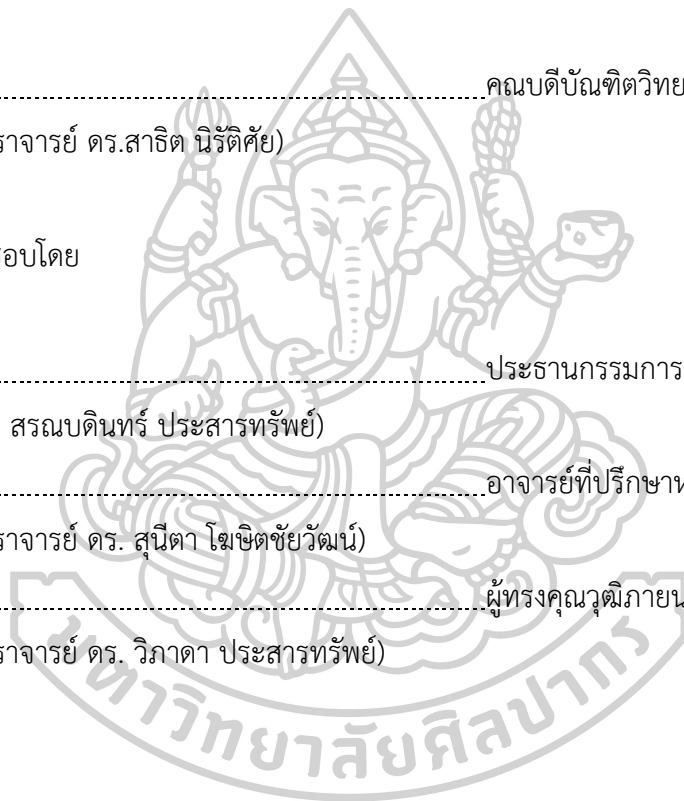 คณบดีบัณฑิตวิทย
ราจารย์ ดร.สาธิต นิรัติศัย)
อบโดย
ประธานกรรมการ
สรณบดินทร์ ประสารทรัพย์)
อาจารย์ที่ปรึกษาห
ราจารย์ ดร. สุนีตา โฆษิตชัยวัฒน์)
ผู้ทรงคุณวุฒิภายน
ราจารย์ ดร. วิภาดา ประสารทรัพย์)
มหาวิทยาลัยศิลปากร